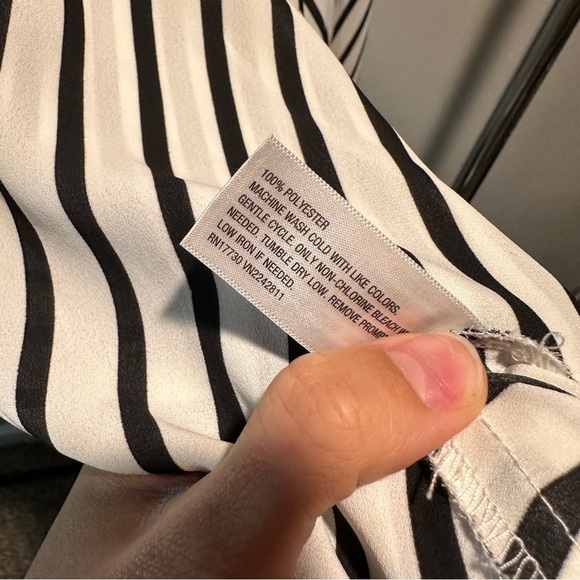 100% POLYESTER
MACHINE WASH COLD WITH LIKE COLORS.
GENTLE CYCLE. ONLY NON-CHLORINE BLEACH
NEEDED. TUMBLE DRY LOW. REMOVE
LOW IRON IF NEEDED.
RN17730 VN2242811